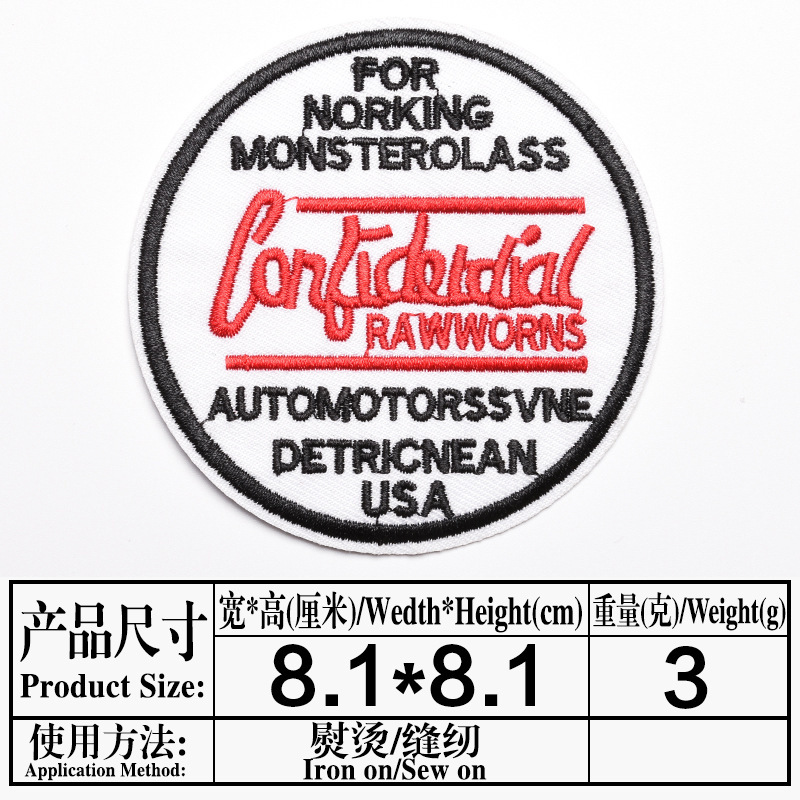 FOR
NORKING
MONSTEROLASS
Confiderdial
RAWWORNS
AUTOMOTORSSVNE
DETRICNEAN
USA
产品尺寸
Product Size:
宽*高(厘米)/Wedth*Height(cm)
重量(克)/Weight(g)
8.1*8.1
3
使用方法:
Application Method:
熨烫/缝纫
Iron on/Sew on